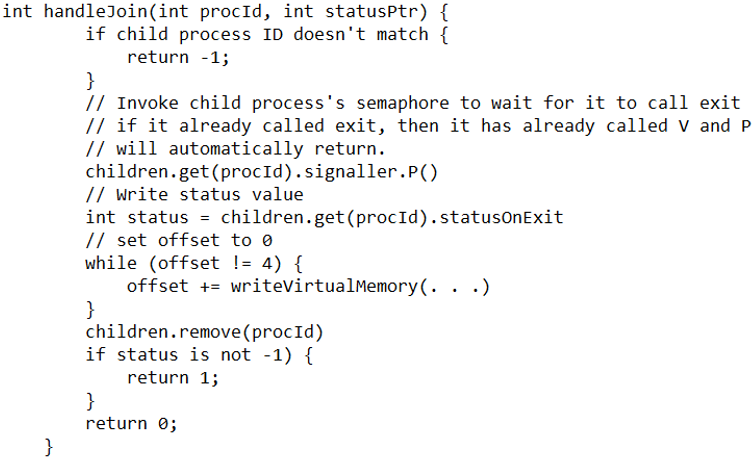 int handleJoin(int procId, int statusPtr) {
        if child process ID doesn't match {
            return -1;
        }
        // Invoke child process's semaphore to wait for it to call exit
        // if it already called exit, then it has already called V and P
        // will automatically return.
        children.get(procId).signaller.P()
        // Write status value
        int status = children.get(procId).statusOnExit
        // set offset to 0
        while (offset != 4) {
            offset += writeVirtualMemory(. . .)
        }
        children.remove(procId)
        if status is not -1) {
            return 1;
        }
        return 0;
    }